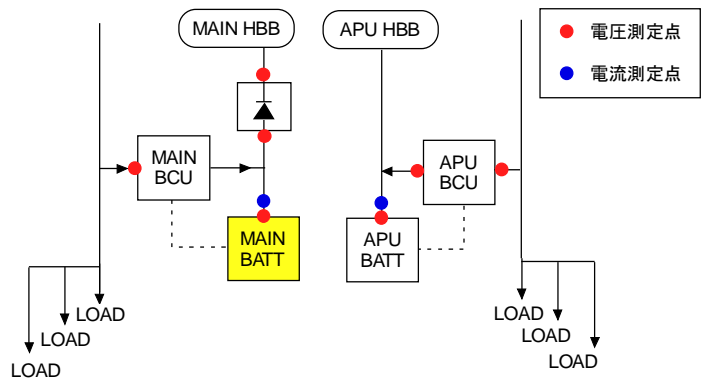 MAIN HBB
APU HBB
電圧測定点
電流測定点
MAIN
BCU
APU
BCU
MAIN
BATT
APU
BATT
LOAD
LOAD
LOAD
LOAD
LOAD
LOAD